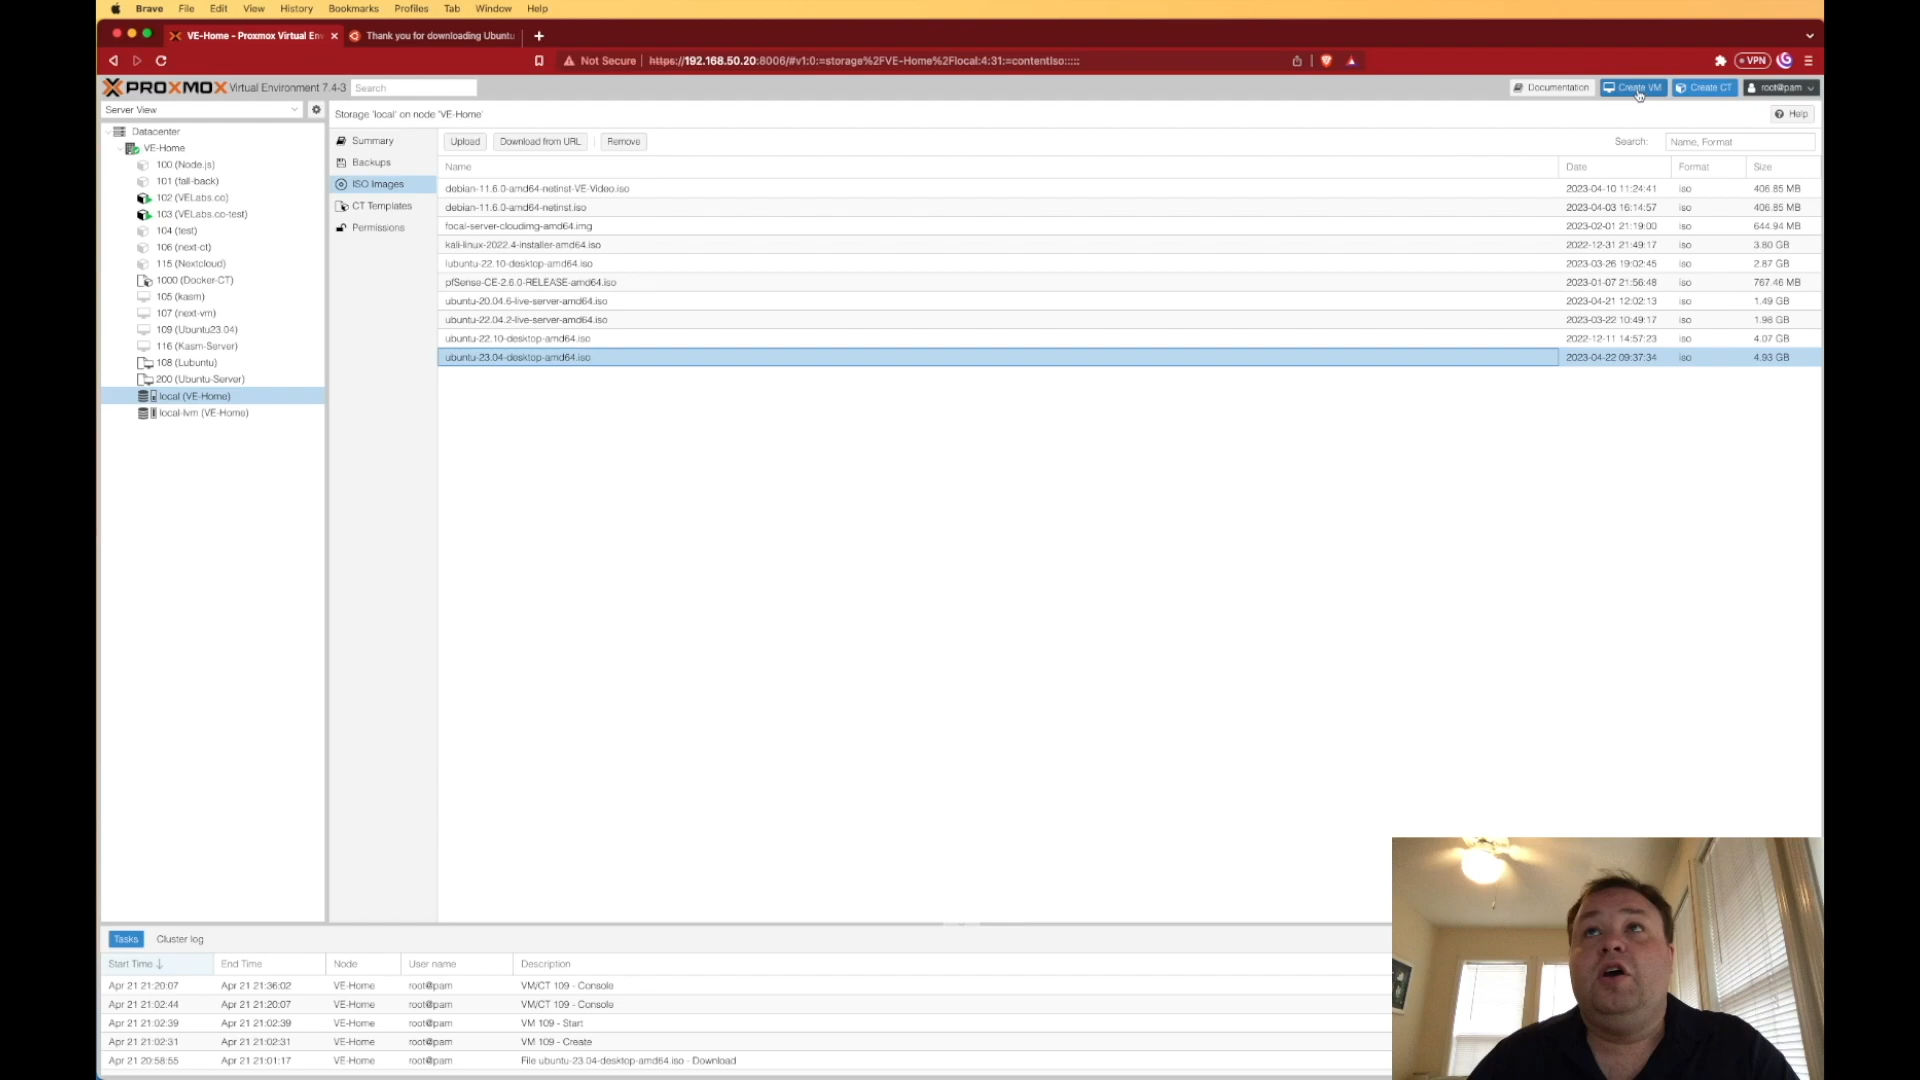 Brave File Edit View History Bookmarks Profiles Tab Window Help
VE-Home - Proxmox Virtual En
Thank you for downloading Ubuntu
Not Secure https://192.168.50.20:8006/#v1:0:=storage%2FVE-Home%2Flocal:4:31:=contentIso:::::
VPN
PROXMOX Virtual Environment 7.4-3 Search
Documentation Create VM Create CT root@pam
Server View
Storage 'local' on node 'VE-Home'
Help
Datacenter
VE-Home
100 (Node.js)
101 (fall-back)
102 (VELabs.co)
103 (VELabs.co-test)
104 (test)
106 (next-ct)
115 (Nextcloud)
1000 (Docker-CT)
105 (kasm)
107 (next-vm)
109 (Ubuntu23.04)
116 (Kasm-Server)
108 (Lubuntu)
200 (Ubuntu-Server)
local (VE-Home)
local-lvm (VE-Home)
Summary
Backups
ISO Images
CT Templates
Permissions
Upload Download from URL Remove
Search: Name, Format
Name Date Format Size
debian-11.6.0-amd64-netinst-VE-Video.iso 2023-04-10 11:24:41 iso 406.85 MB
debian-11.6.0-amd64-netinst.iso 2023-04-03 16:14:57 iso 406.85 MB
focal-server-cloudimg-amd64.img 2023-02-01 21:19:00 iso 644.94 MB
kali-linux-2022.4-installer-amd64.iso 2022-12-31 21:49:17 iso 3.80 GB
lubuntu-22.10-desktop-amd64.iso 2023-03-26 19:02:45 iso 2.87 GB
pfSense-CE-2.6.0-RELEASE-amd64.iso 2023-01-07 21:56:48 iso 767.46 MB
ubuntu-20.04.6-live-server-amd64.iso 2023-04-21 12:02:13 iso 1.49 GB
ubuntu-22.04.2-live-server-amd64.iso 2023-03-22 10:49:17 iso 1.98 GB
ubuntu-22.10-desktop-amd64.iso 2022-12-11 14:57:23 iso 4.07 GB
ubuntu-23.04-desktop-amd64.iso 2023-04-22 09:37:34 iso 4.93 GB
Tasks Cluster log
Start Time End Time Node User name Description
Apr 21 21:20:07 Apr 21 21:36:02 VE-Home root@pam VM/CT 109 - Console
Apr 21 21:02:44 Apr 21 21:20:07 VE-Home root@pam VM/CT 109 - Console
Apr 21 21:02:39 Apr 21 21:02:39 VE-Home root@pam VM 109 - Start
Apr 21 21:02:31 Apr 21 21:02:31 VE-Home root@pam VM 109 - Create
Apr 21 20:58:55 Apr 21 21:01:17 VE-Home root@pam File ubuntu-23.04-desktop-amd64.iso - Download